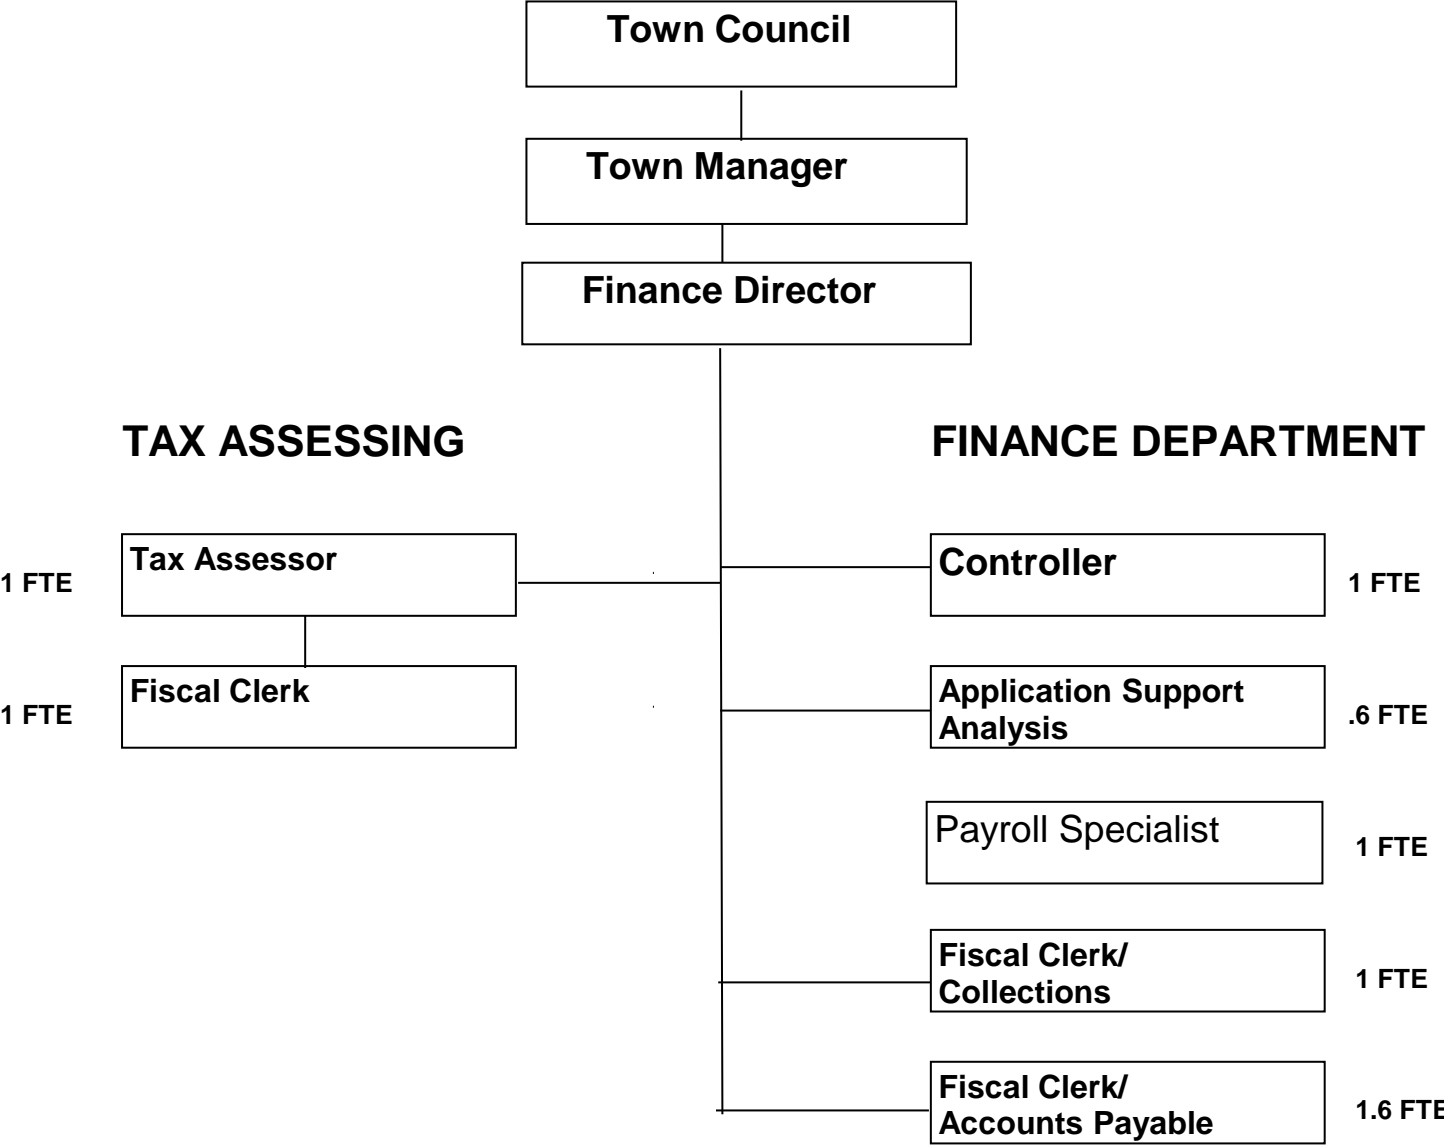 Town Council
Town Manager
Finance Director
TAX ASSESSING
FINANCE DEPARTMENT
Tax Assessor
1 FTE
Controller
1 FTE
Fiscal Clerk
1 FTE
Application Support
Analysis
.6 FTE
Payroll Specialist
1 FTE
Fiscal Clerk/
Collections
1 FTE
Fiscal Clerk/
Accounts Payable
1.6 FTE